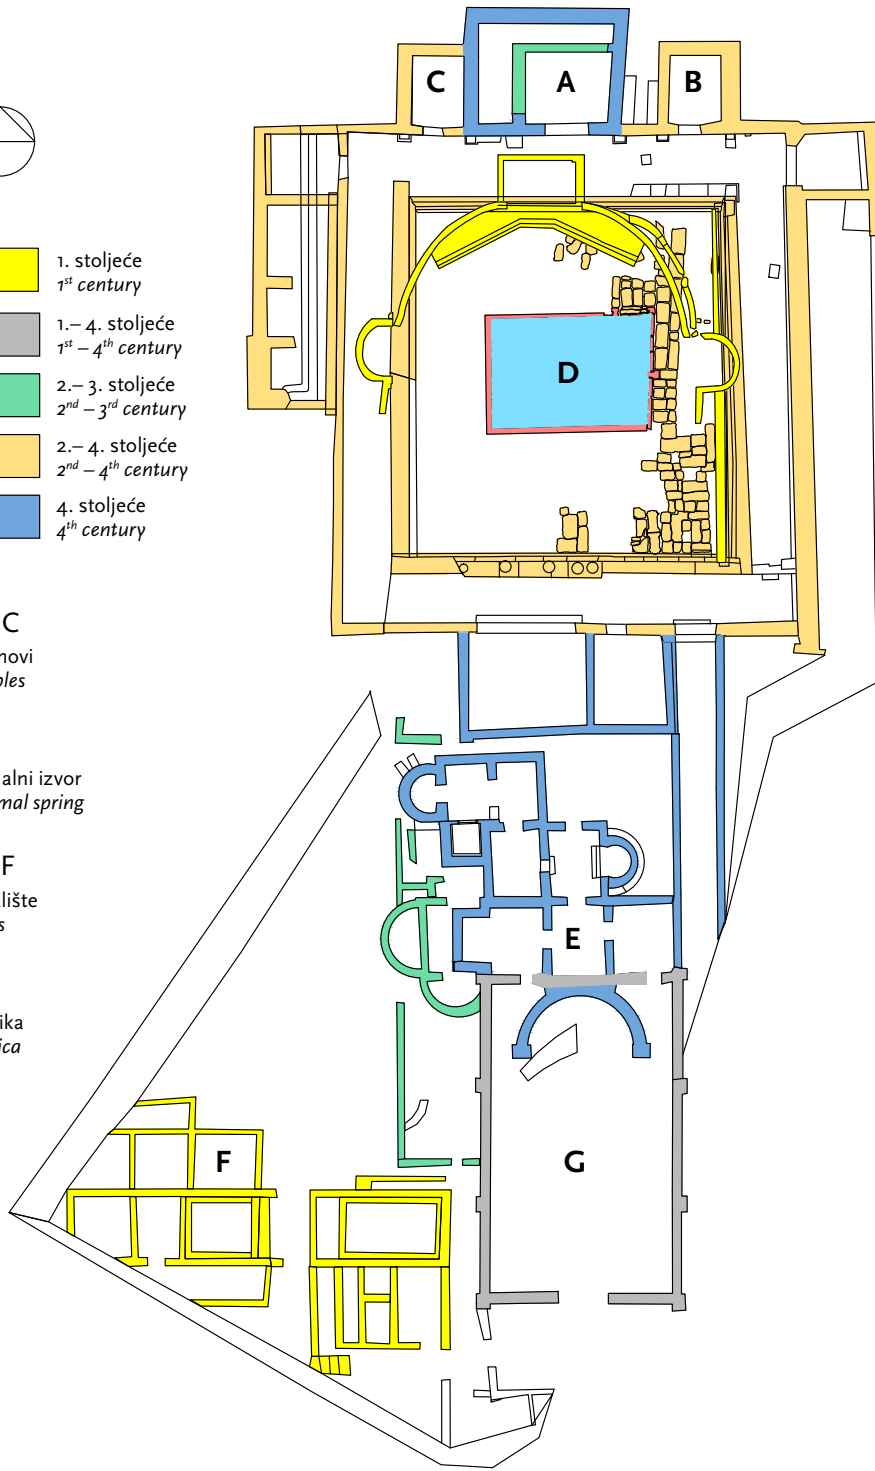 C
A
B
D
1. stoljeće
1st century
1.– 4. stoljeće
1st – 4th century
2.– 3. stoljeće
2nd – 3rd century
2.– 4. stoljeće
2nd – 4th century
4. stoljeće
4th century
C
novi
ples
alni izvor
mal spring
F
lište
s
ika
ica
E
F
G